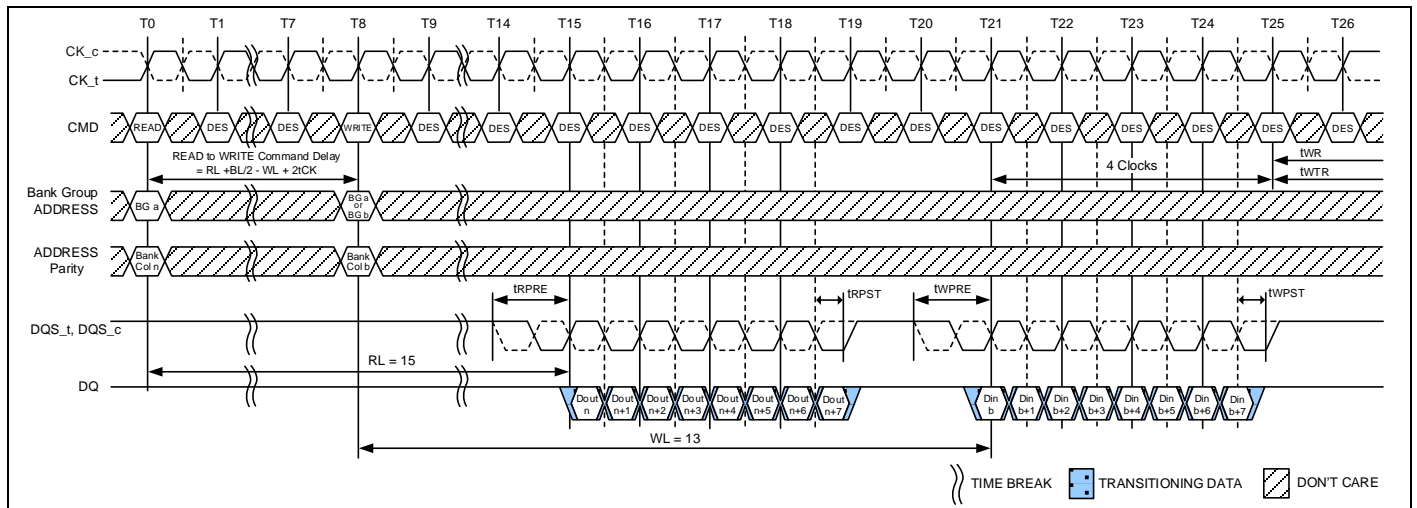 T0 T1 T7 T8 T9 T14 T15 T16 T17 T18 T19 T20 T21 T22 T23 T24 T25 T26
CK_c
CK_t
CMD READ DES DES WRITE DES DES DES DES DES DES DES DES DES DES DES DES DES DES
READ to WRITE Command Delay
= RL +BL/2 - WL + 2tCK
4 Clocks
tWR
tWTR
Bank Group
ADDRESS
BG a
BG a
or
BG b
ADDRESS
Parity
Bank
Col n
Bank
Col b
tRPRE tRPST tWPRE tWPST
DQS_t, DQS_c
RL = 15
DQ
Dout Dout Dout Dout Dout Dout Dout Dout Din Din Din Din Din Din Din Din
n n+1 n+2 n+3 n+4 n+5 n+6 n+7 b b+1 b+2 b+3 b+4 b+5 b+6 b+7
WL = 13
TIME BREAK TRANSITIONING DATA DON'T CARE